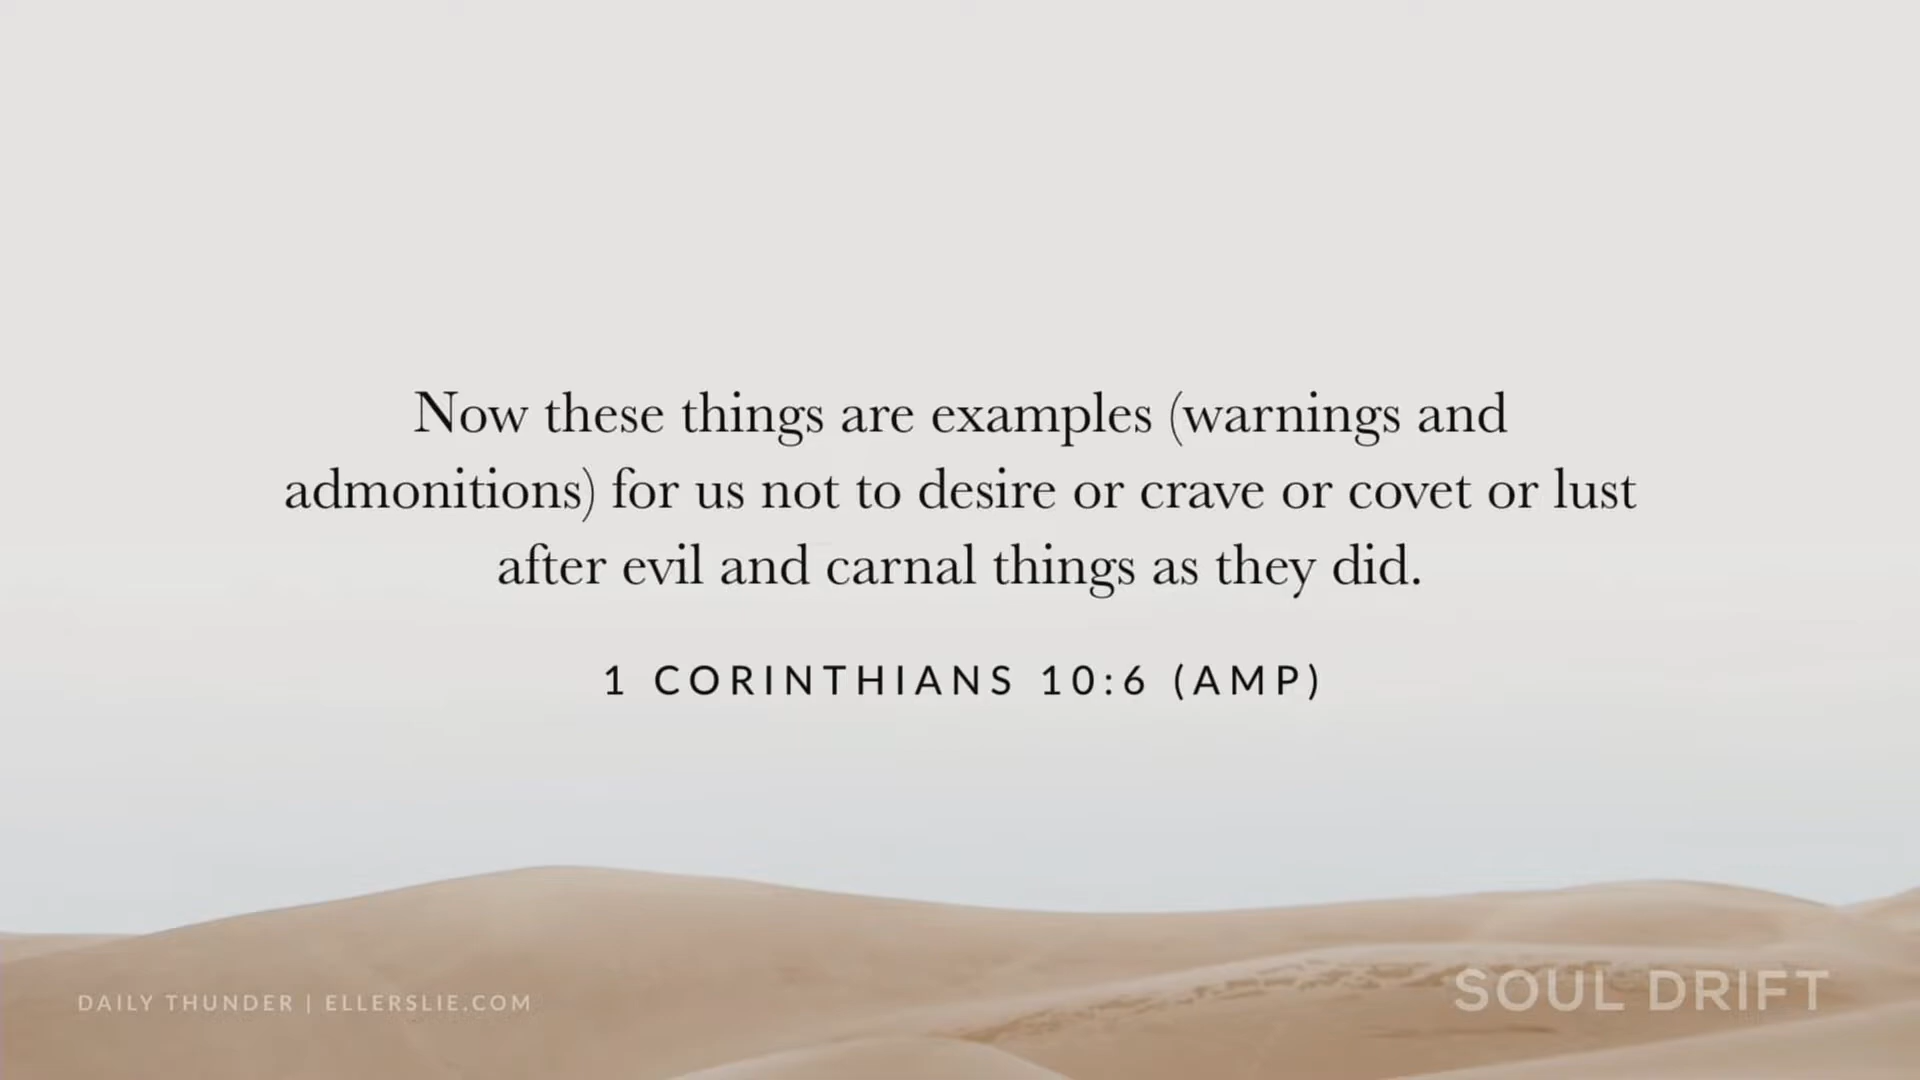 Now these things are examples (warnings and
admonitions) for us not to desire or crave or covet or lust
after evil and carnal things as they did.
1 CORINTHIANS 10:6 (AMP)
DAILY THUNDER | ELLERSLIE.COM
SOUL DRIFT